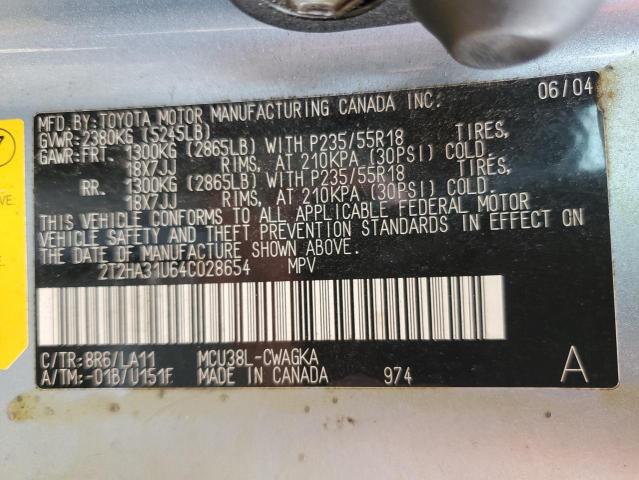 MFD.BY:TOYOTA MOTOR MANUFACTURING CANADA INC. 06/04
GVWR:2380KG (5245LB)
GAWR:FRT. 1300KG (2865LB) WITH P235/55R18 TIRES,
18X7JJ RIMS, AT 210KPA (30PSI) COLD.
RR. 1300KG (2865LB) WITH P235/55R18 TIRES,
18X7JJ RIMS, AT 210KPA (30PSI) COLD.
THIS VEHICLE CONFORMS TO ALL APPLICABLE FEDERAL MOTOR
VEHICLE SAFETY AND THEFT PREVENTION STANDARDS IN EFFECT ON
THE DATE OF MANUFACTURE SHOWN ABOVE.
2T2HA31U64C028654 MPV
C/TR:8R6/LA11 MCU38L-CWAGKA
A/TM:-01B/U151F MADE IN CANADA 974 A